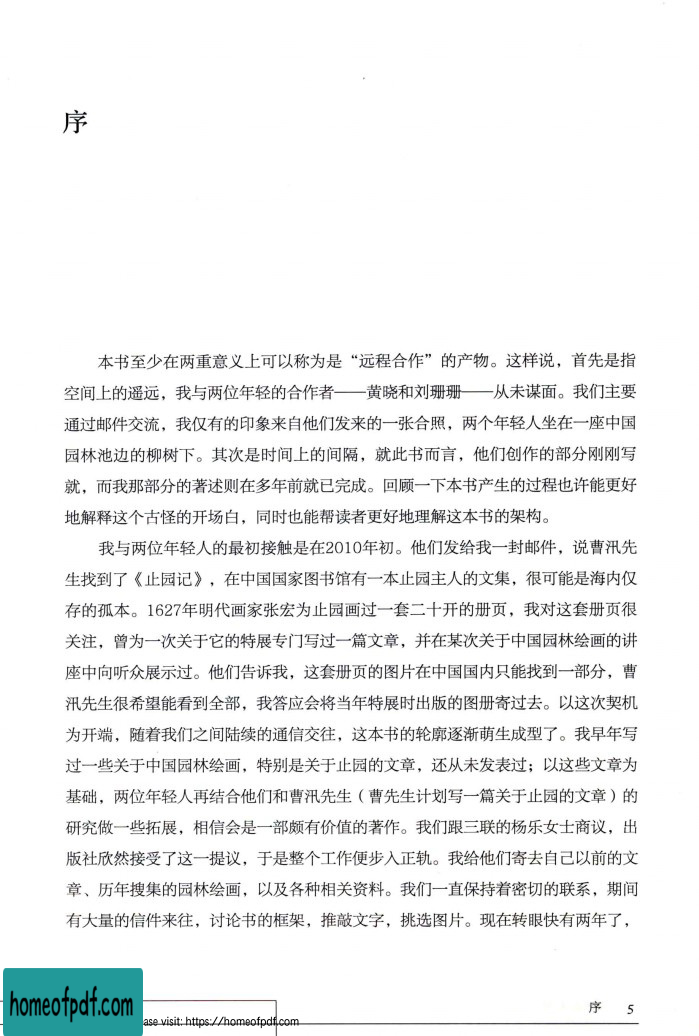 序
本书至少在两重意义上可以称为是“远程合作”的产物。这样说，首先是指
空间上的遥远，我与两位年轻的合作者——黄晓和刘珊珊——从未谋面。我们主要
通过邮件交流，我仅有的印象来自他们发来的一张合照，两个年轻人坐在一座中国
园林池边的柳树下。其次是时间上的间隔，就此书而言，他们创作的部分刚刚写
就，而我那部分的著述则在多年前就已完成。回顾一下本书产生的过程也许能更好
地解释这个古怪的开场白，同时也能帮读者更好地理解这本书的架构。
我与两位年轻人的最初接触是在2010年初。他们发给我一封邮件，说曹汛先
生找到了《止园记》，在中国国家图书馆有一本止园主人的文集，很可能是海内仅
存的孤本。1627年明代画家张宏为止园画过一套二十开的册页，我对这套册页很
关注，曾为一次关于它的特展专门写过一篇文章，并在某次关于中国园林绘画的讲
座中向听众展示过。他们告诉我，这套册页的图片在中国国内只能找到一部分，曹
汛先生很希望能看到全部，我答应会将当年特展时出版的图册寄过去。以这次契机
为开端，随着我们之间陆续的通信交往，这本书的轮廓逐渐萌生成型了。我早年写
过一些关于中国园林绘画，特别是关于止园的文章，还从未发表过；以这些文章为
基础，两位年轻人再结合他们和曹汛先生（曹先生计划写一篇关于止园的文章）的
研究做一些拓展，相信会是一部颇有价值的著作。我们跟三联的杨乐女士商议，出
版社欣然接受了这一提议，于是整个工作便步入正轨。我给他们寄去自己以前的文
章、历年搜集的园林绘画，以及各种相关资料。我们一直保持着密切的联系，期间
有大量的信件来往，讨论书的框架，推敲文字，挑选图片。现在转眼快有两年了，
序 5
homeofpdf.com
ase visit: https://homeofpdf.com